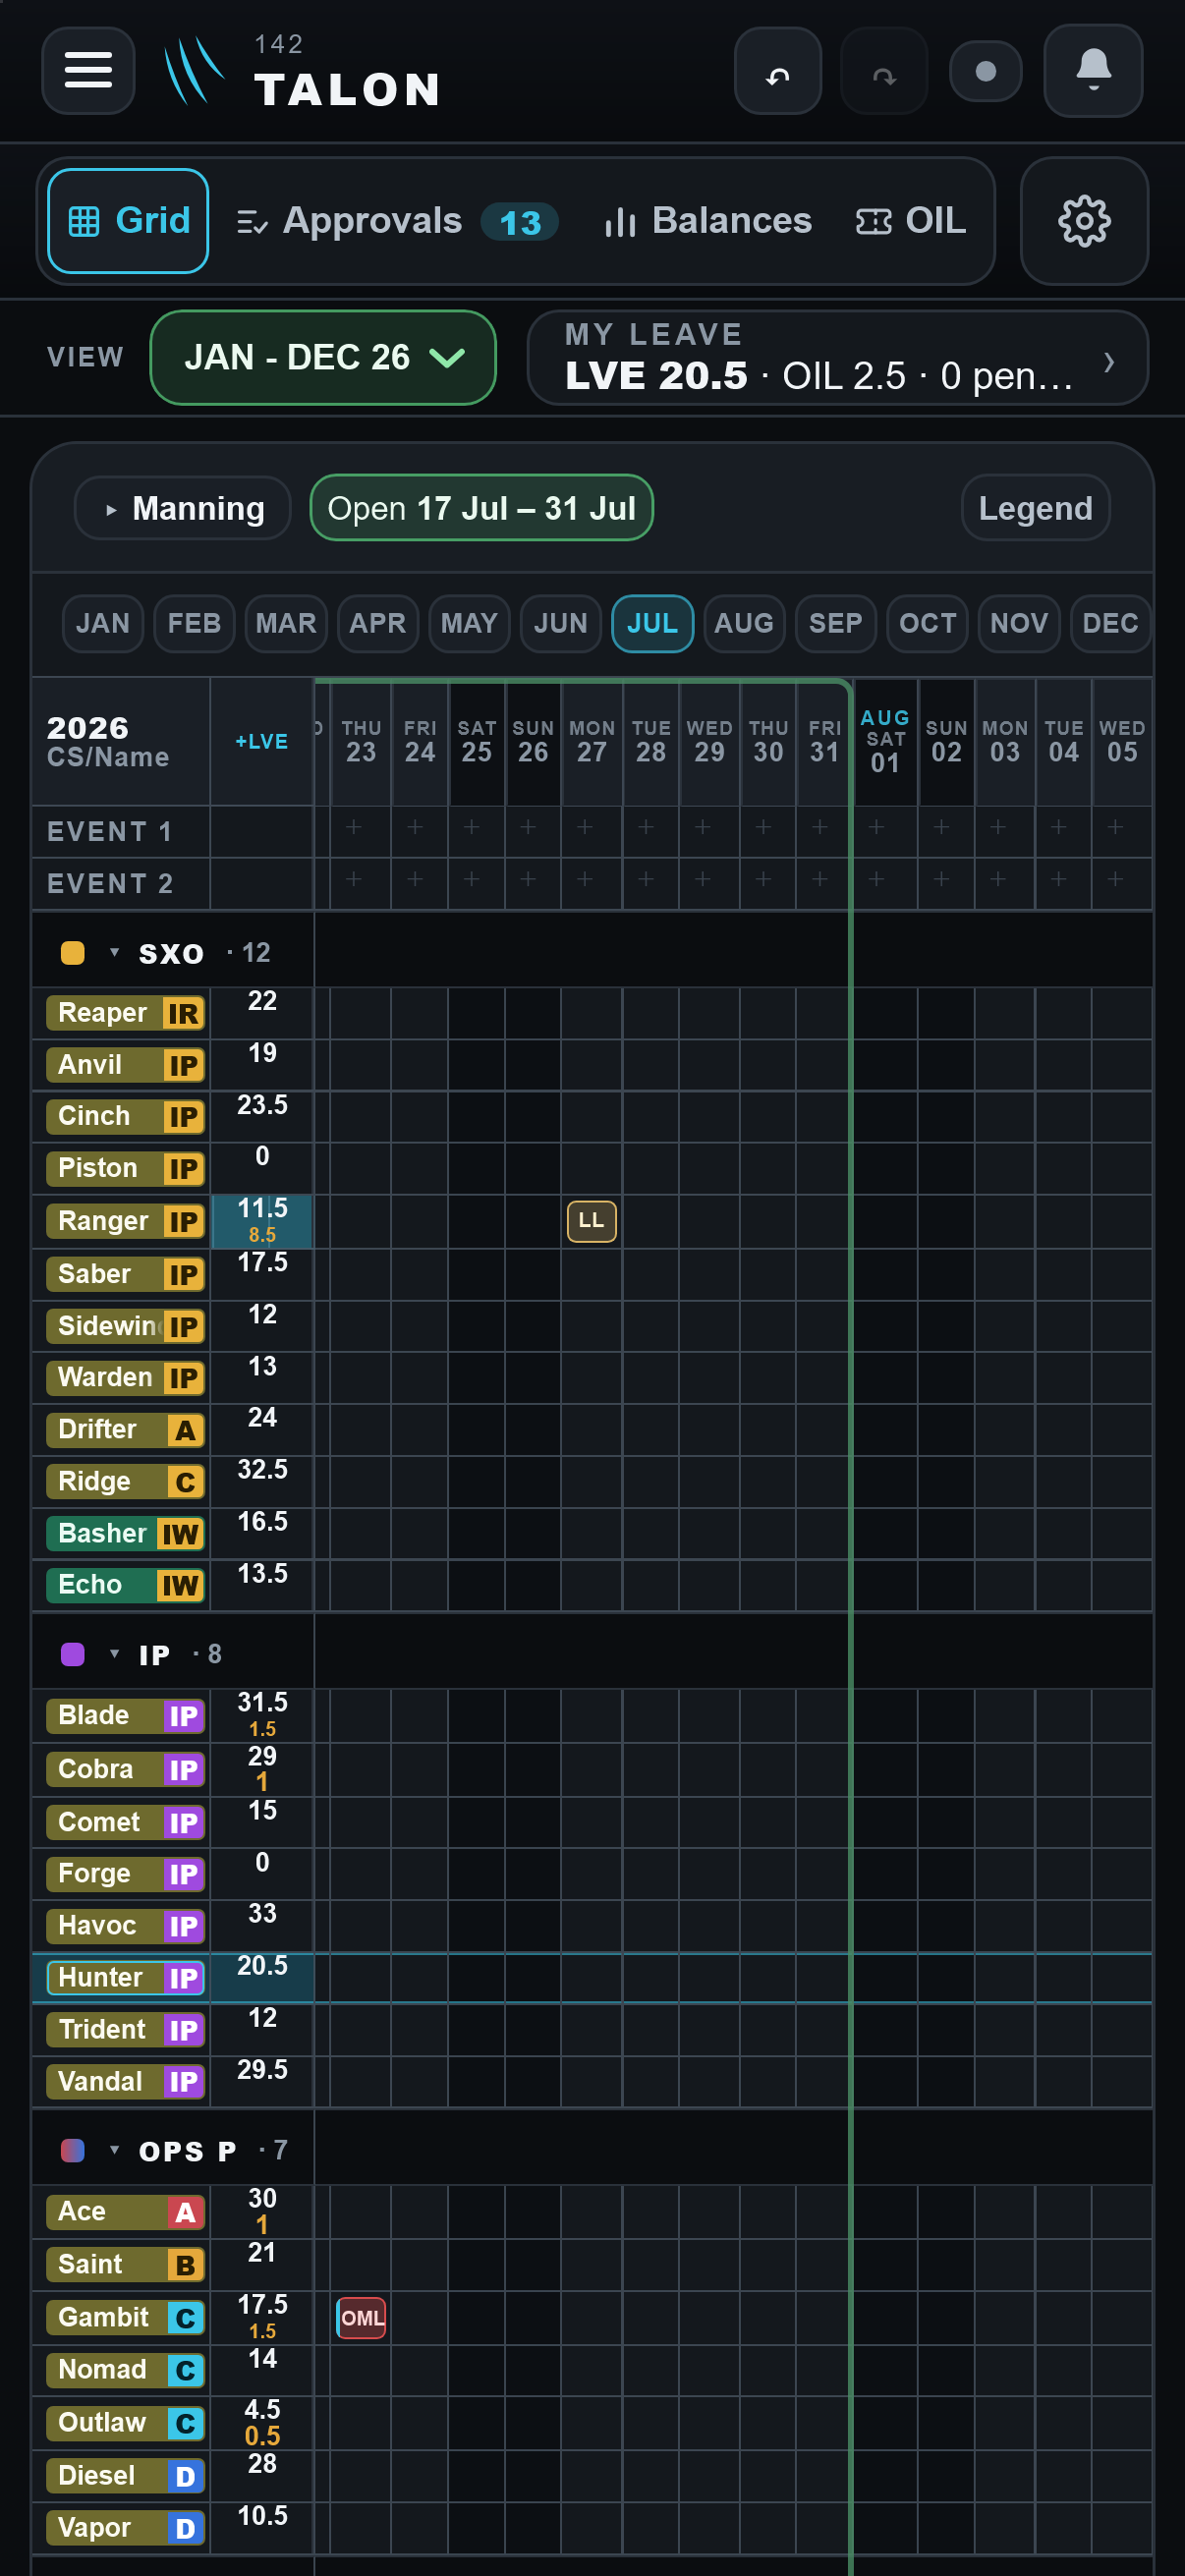 142
TALON
Grid Approvals 13 Balances OIL
VIEW JAN - DEC 26
MY LEAVE
LVE 20.5 · OIL 2.5 · 0 pen…
Manning Open 17 Jul – 31 Jul Legend
JAN FEB MAR APR MAY JUN JUL AUG SEP OCT NOV DEC
2026
CS/Name
+LVE
THU 23 FRI 24 SAT 25 SUN 26 MON 27 TUE 28 WED 29 THU 30 FRI 31 AUG SAT 01 SUN 02 MON 03 TUE 04 WED 05
EVENT 1 + + + + + + + + + + + + + +
EVENT 2 + + + + + + + + + + + + + +
SXO · 12
Reaper IR 22
Anvil IP 19
Cinch IP 23.5
Piston IP 0
Ranger IP 11.5 8.5 LL
Saber IP 17.5
Sidewin IP 12
Warden IP 13
Drifter A 24
Ridge C 32.5
Basher IW 16.5
Echo IW 13.5
IP · 8
Blade IP 31.5 1.5
Cobra IP 29 1
Comet IP 15
Forge IP 0
Havoc IP 33
Hunter IP 20.5
Trident IP 12
Vandal IP 29.5
OPS P · 7
Ace A 30 1
Saint B 21
Gambit C 17.5 1.5 OML
Nomad C 14
Outlaw C 4.5 0.5
Diesel D 28
Vapor D 10.5